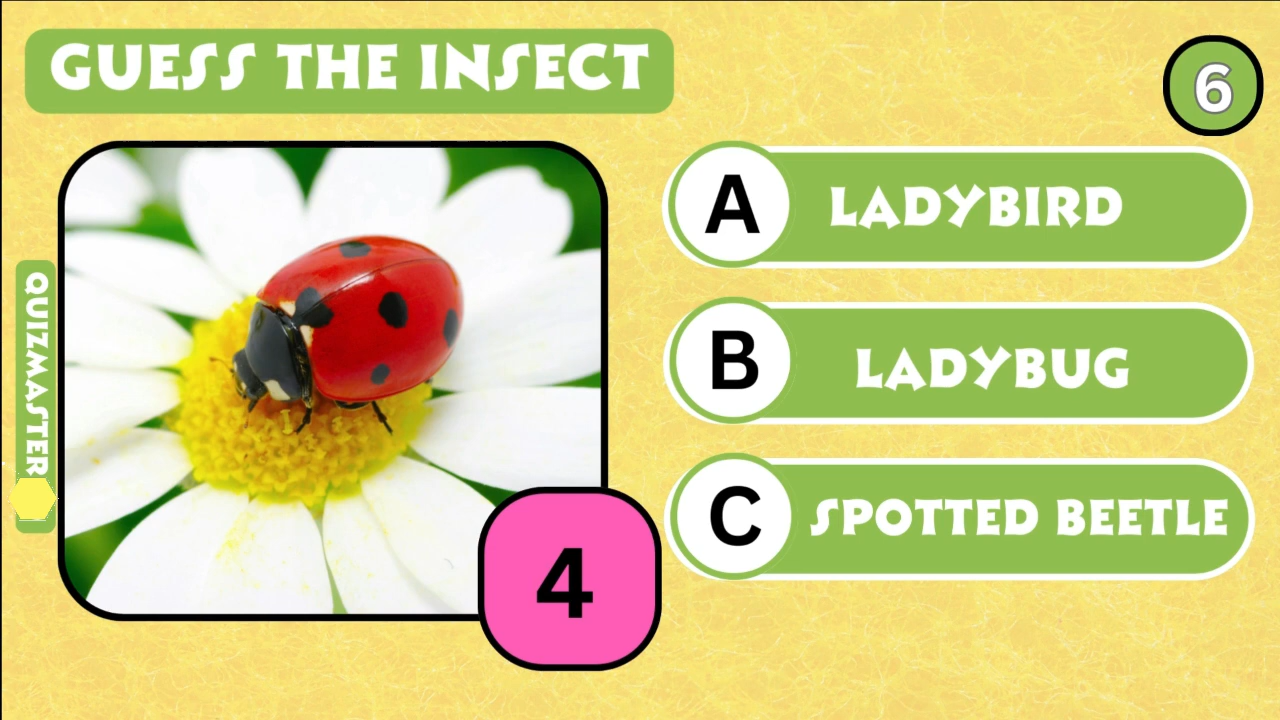 GUESS THE INSECT
6
A LADYBIRD
B LADYBUG
C SPOTTED BEETLE
QUIZMASTER
4